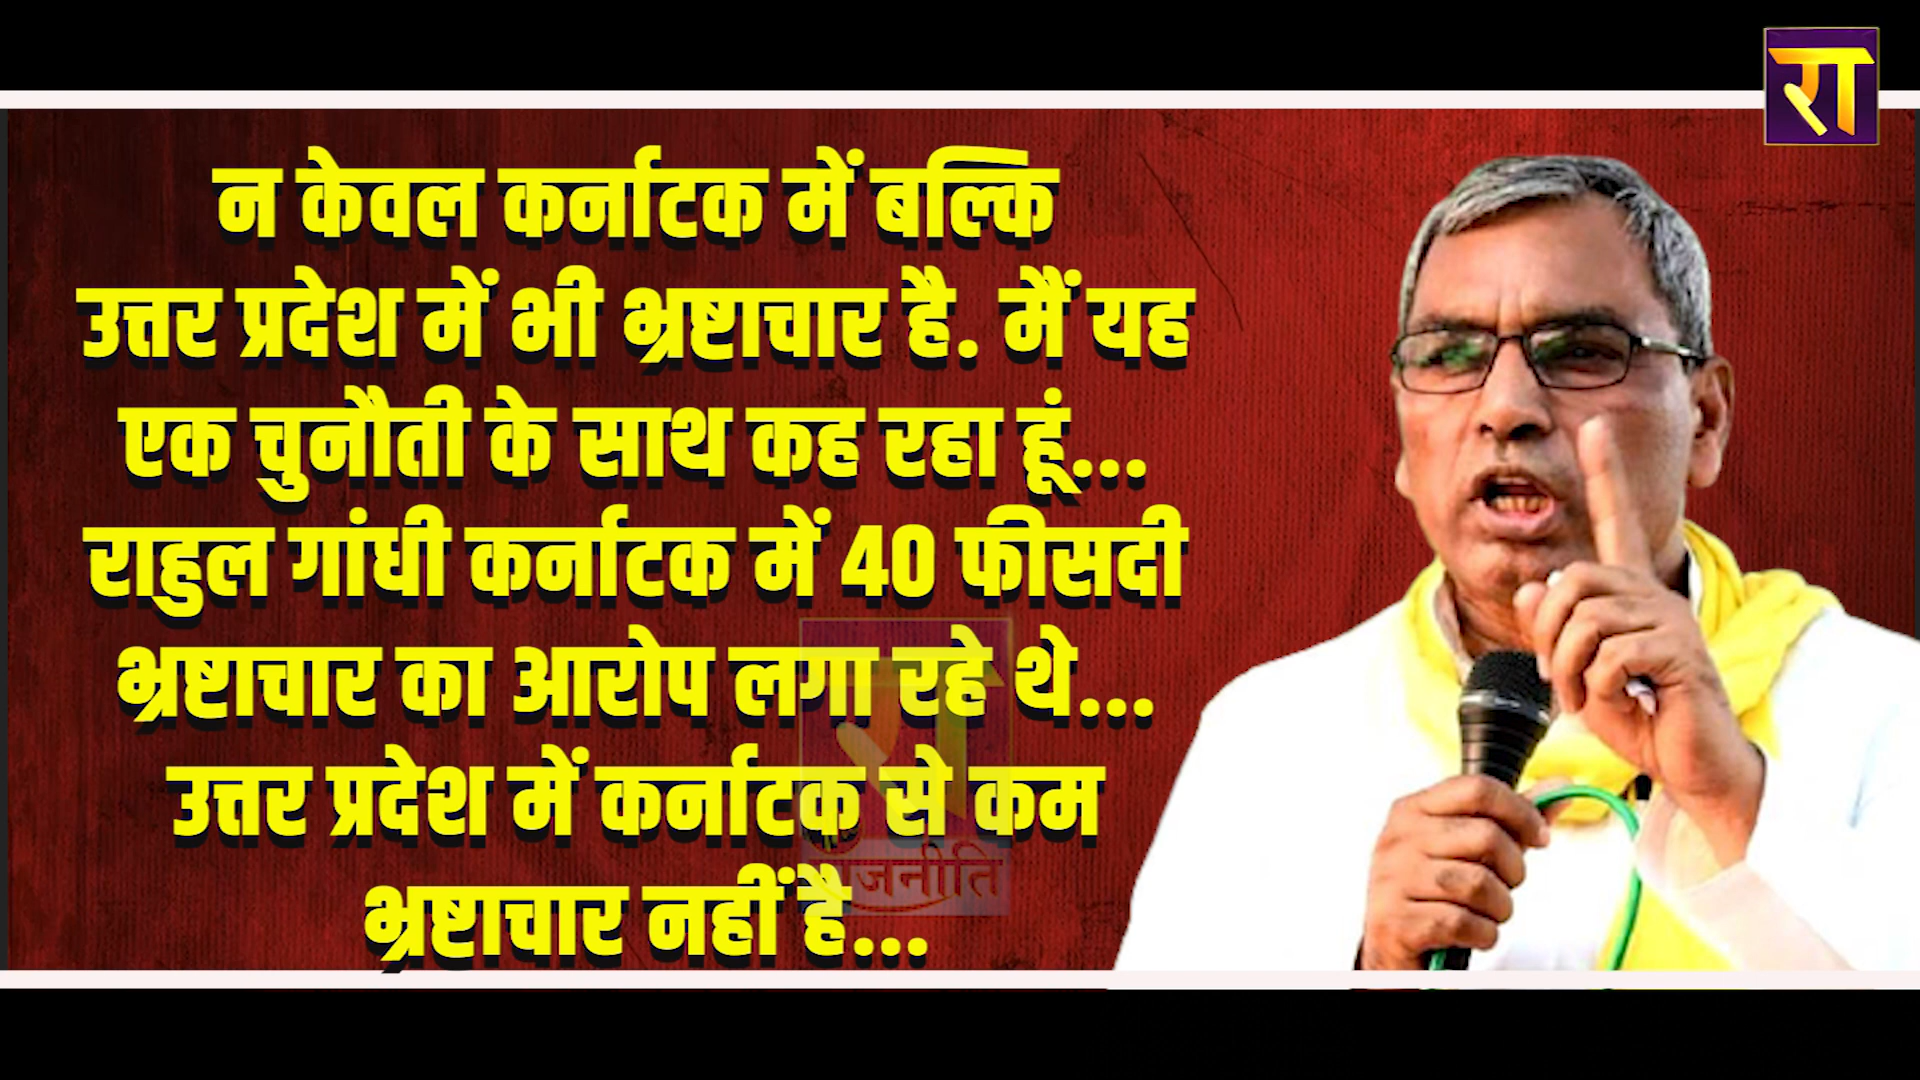 रा
न केवल कर्नाटक में बल्कि
उत्तर प्रदेश में भी भ्रष्टाचार है. मैं यह
एक चुनौती के साथ कह रहा हूं...
राहुल गांधी कर्नाटक में 40 फीसदी
भ्रष्टाचार का आरोप लगा रहे थे...
उत्तर प्रदेश में कर्नाटक से कम
भ्रष्टाचार नहीं है...
रा
राजनीति